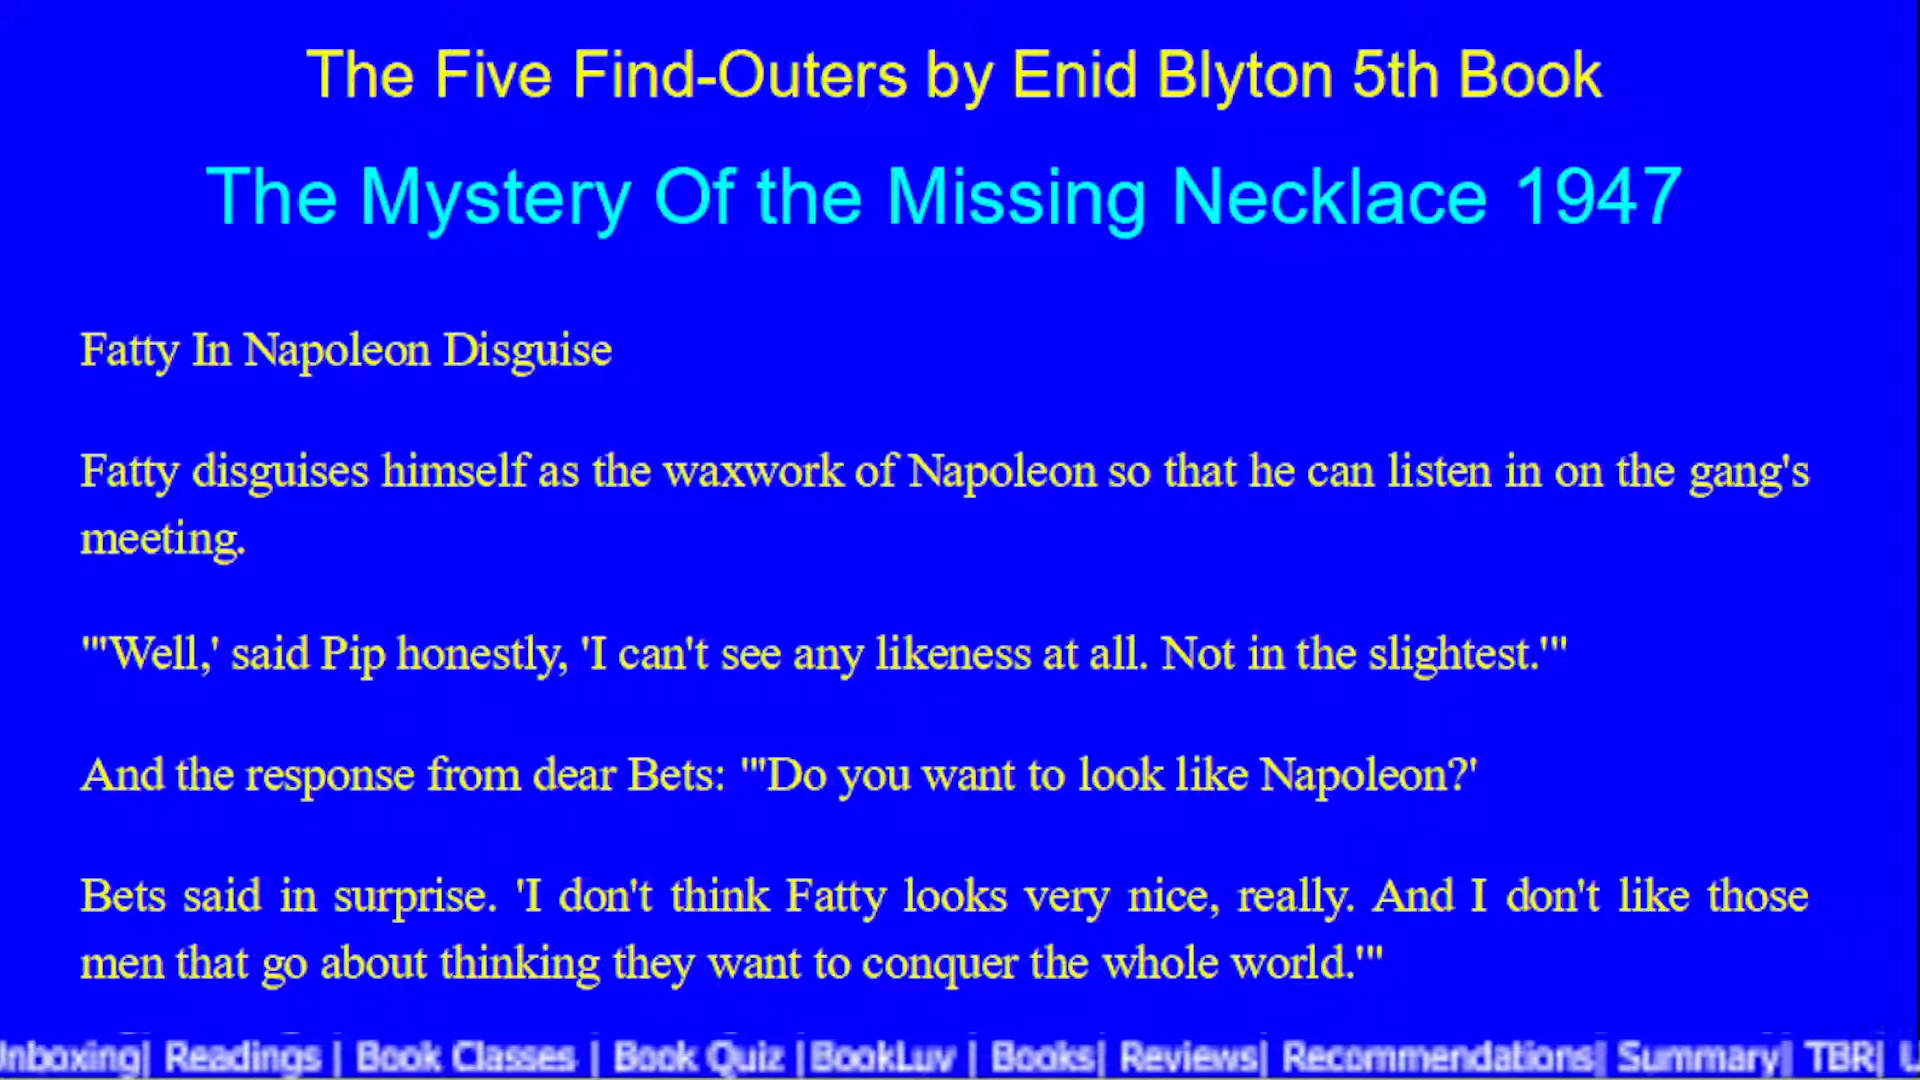 The Five Find-Outers by Enid Blyton 5th Book
The Mystery Of the Missing Necklace 1947
Fatty In Napoleon Disguise
Fatty disguises himself as the waxwork of Napoleon so that he can listen in on the gang's
meeting.
"'Well,' said Pip honestly, 'I can't see any likeness at all. Not in the slightest.'"
And the response from dear Bets: "'Do you want to look like Napoleon?'
Bets said in surprise. 'I don't think Fatty looks very nice, really. And I don't like those
men that go about thinking they want to conquer the whole world.'"
Unboxing| Readings | Book Classes | Book Quiz |BookLuv | Books| Reviews| Recommendations| Summary| TBR|